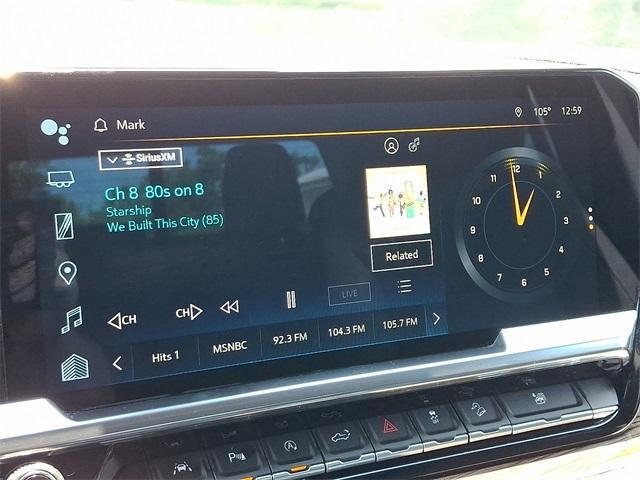 Mark
105° 12:59
SiriusXM
Ch 8 80s on 8
Starship
We Built This City (85)
Related
CH
CH
LIVE
Hits 1
MSNBC
92.3 FM
104.3 FM
105.7 FM
12
1
2
3
4
5
6
7
8
9
10
11
P
A